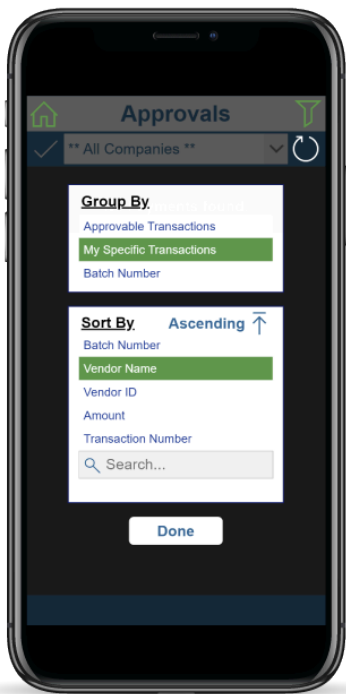 Approvals
** All Companies **
Group By
Approvable Transactions
My Specific Transactions
Batch Number
Sort By Ascending
Batch Number
Vendor Name
Vendor ID
Amount
Transaction Number
Search...
Done